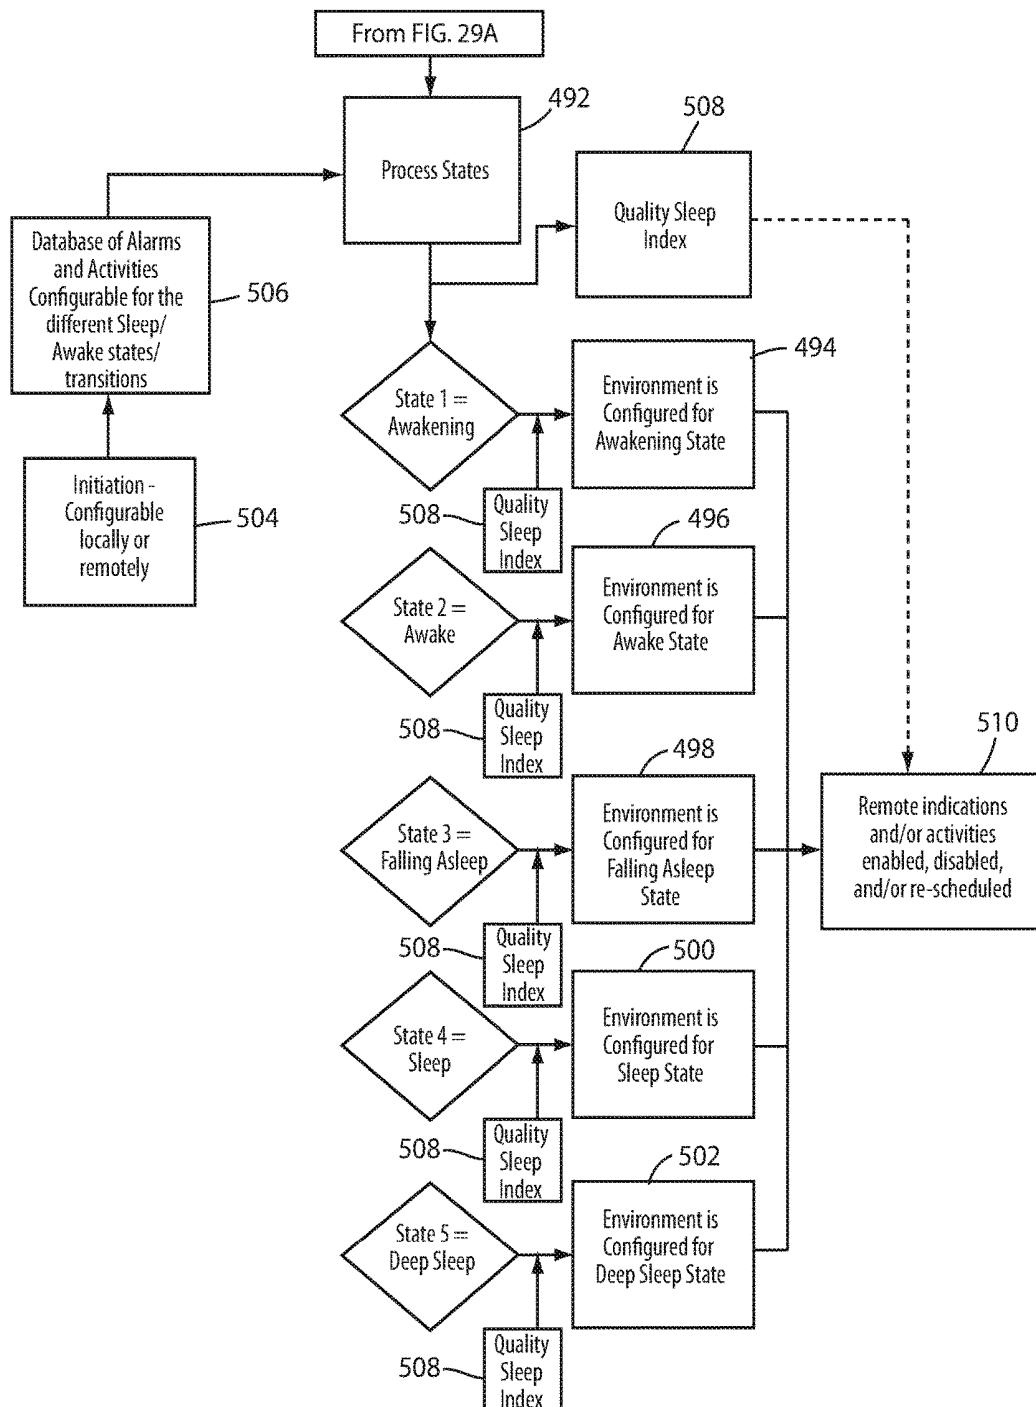 From FIG. 29A
492
Process States
508
Quality Sleep
Index
Database of Alarms
and Activities
Configurable for the
different Sleep/
Awake states/
transitions
506
Initiation -
Configurable
locally or
remotely
504
State 1 =
Awakening
508
Quality
Sleep
Index
494
Environment is
Configured for
Awakening State
State 2 =
Awake
508
Quality
Sleep
Index
496
Environment is
Configured for
Awake State
State 3 =
Falling Asleep
508
Quality
Sleep
Index
498
Environment is
Configured for
Falling Asleep
State
510
Remote indications
and/or activities
enabled, disabled,
and/or re-scheduled
State 4 =
Sleep
508
Quality
Sleep
Index
500
Environment is
Configured for
Sleep State
State 5 =
Deep Sleep
508
Quality
Sleep
Index
502
Environment is
Configured for
Deep Sleep State